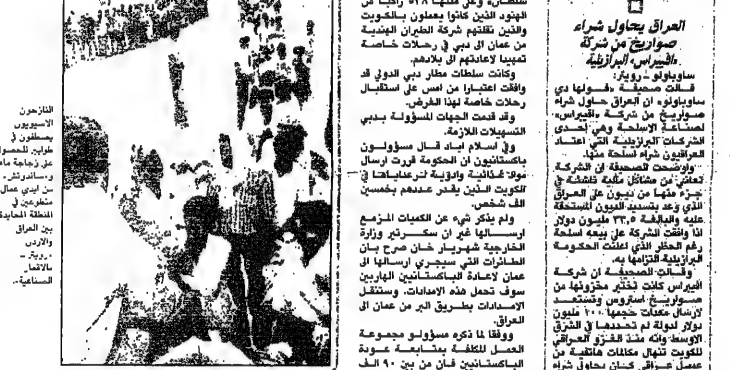 العراق يحاول شراء
صواريخ من شركة
«افيبراس» البرازيلية
ساوباولو - رويتر:
قالت صحيفة «فولها دي
ساوباولو» ان العراق حاول شراء
صواريخ من شركة «افيبراس»
لصناعة الاسلحة وهي إحدى
الشركات البرازيلية التي اعتاد
العراقيون شراء اسلحة منها.
واوضحت الصحيفة ان الشركة
تعاني من مشاكل مالية ناشئة في
جزء منها من ديون على العراق
الذي وعد بتسديد الديون المستحقة
عليه والبالغة ٣٣,٥ مليون دولار
اذا وافقت الشركة على بيعه اسلحة
رغم الحظر الذي اعلنت الحكومة
البرازيلية التزامها به.
وقالت الصحيفة ان شركة
افيبراس كانت تختبر مخزونها من
صواريخ استروس وتستعد
لارسال معدات حجمها ٢٠٠ مليون
دولار لدولة لم تحددها في الشرق
الاوسط وانه منذ الغزو العراقي
للكويت تنهال مكالمات هاتفية من
عميل عراقي كان يحاول شراء
٥٢٨ راكبا من
الهنود الذين كانوا يعملون بالكويت
والذين نقلتهم شركة الطيران الهندية
من عمان الى دبي في رحلات خاصة
تمهيدا لاعادتهم الى بلادهم.
وكانت سلطات مطار دبي الدولي قد
وافقت اعتبارا من امس على استقبال
رحلات خاصة لهذا الغرض.
وقد قدمت الجهات المسؤولة بدبي
التسهيلات اللازمة.
وفي اسلام اباد قال مسؤولون
باكستانيون ان الحكومة قررت ارسال
مواد غذائية وادوية لرعاياها في
الكويت الذين يقدر عددهم بخمسين
الف شخص.
ولم يذكر شيء عن الكميات المزمع
ارسالها غير ان سكرتير وزارة
الخارجية شهريار خان صرح بان
الطائرات التي سيجري ارسالها الى
عمان لاعادة الباكستانيين الهاربين
سوف تحمل هذه الامدادات. وستنقل
الامدادات بطريق البر من عمان الى
العراق.
ووفقا لما ذكره مسؤولو مجموعة
العمل المكلفة بمتابعة عودة
الباكستانيين فان من بين ٩٠ الف
النازحون
الاسيويون
يصطفون في
طوابير للحصول
على زجاجة ماء
من ايدي عمال
متطوعين في
المنطقة المحايدة
بين العراق
والاردن
- رويتر -
بالاقمار
الصناعية.